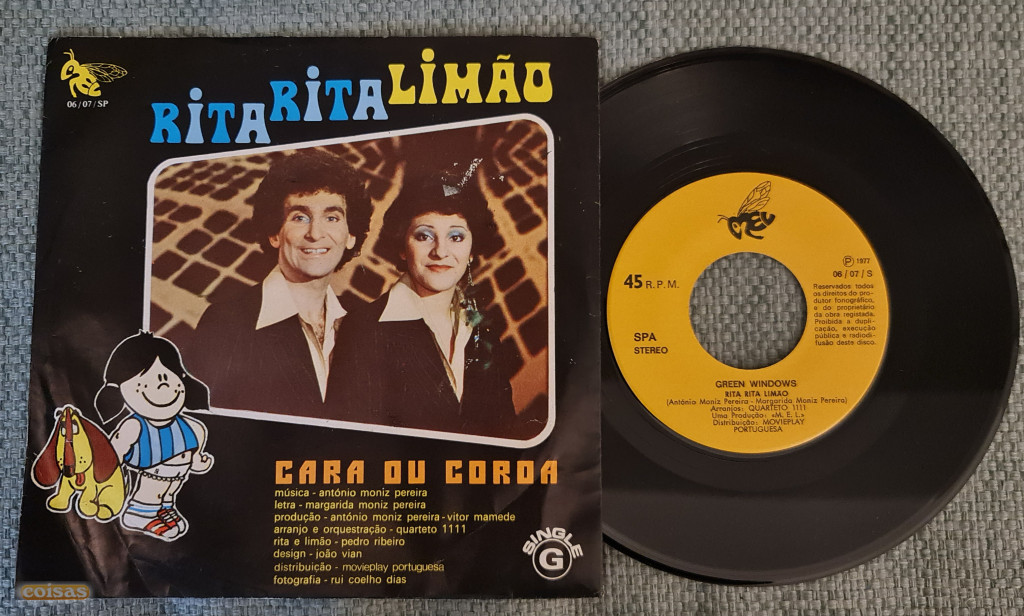 06/07/SP
RITA RITA LIMÃO
CARA OU COROA
música - antónio moniz pereira
letra - margarida moniz pereira
produção - antónio moniz pereira - vitor mamede
arranjo e orquestração - quarteto 1111
rita e limão - pedro ribeiro
design - joão vian
distribuição - movieplay portuguesa
fotografia - rui coelho dias
SINGLE
G
coisas
MEL
45 R.P.M.
SPA
STEREO
Ⓟ 1977
06/07/S
Reservados todos
os direitos do pro-
dutor fonográfico,
e do proprietário
da obra registada.
Proibida a dupli-
cação, execução
pública e radiodi-
fusão deste disco.
GREEN WINDOWS
RITA RITA LIMÃO
(António Moniz Pereira - Margarida Moniz Pereira)
Arranjos: QUARTETO 1111
Uma Produção: «M. E. L.»
Distribuição: MOVIEPLAY
PORTUGUESA